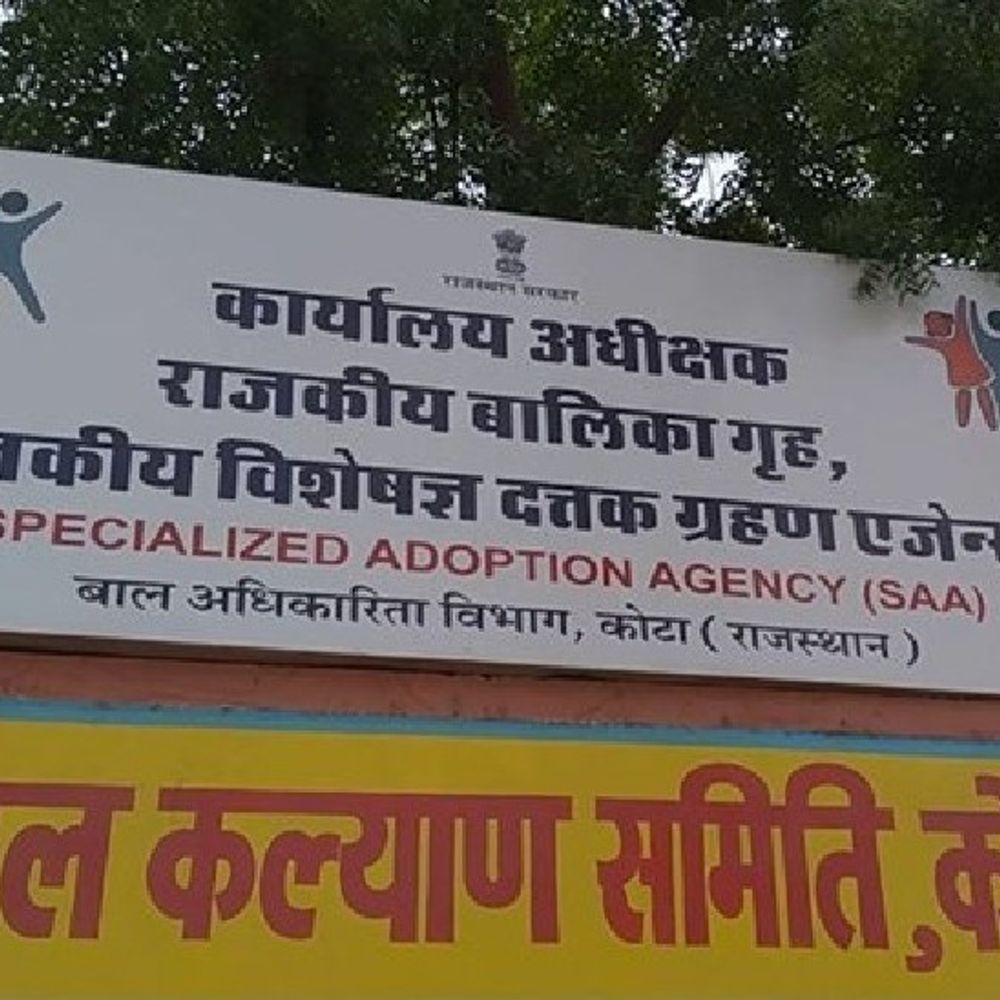 राजस्थान सरकार
कार्यालय अधीक्षक
राजकीय बालिका गृह,
जकीय विशेषज्ञ दत्तक ग्रहण एजेन्
SPECIALIZED ADOPTION AGENCY (SAA)
बाल अधिकारिता विभाग, कोटा ( राजस्थान )
ल कल्याण समिति,को